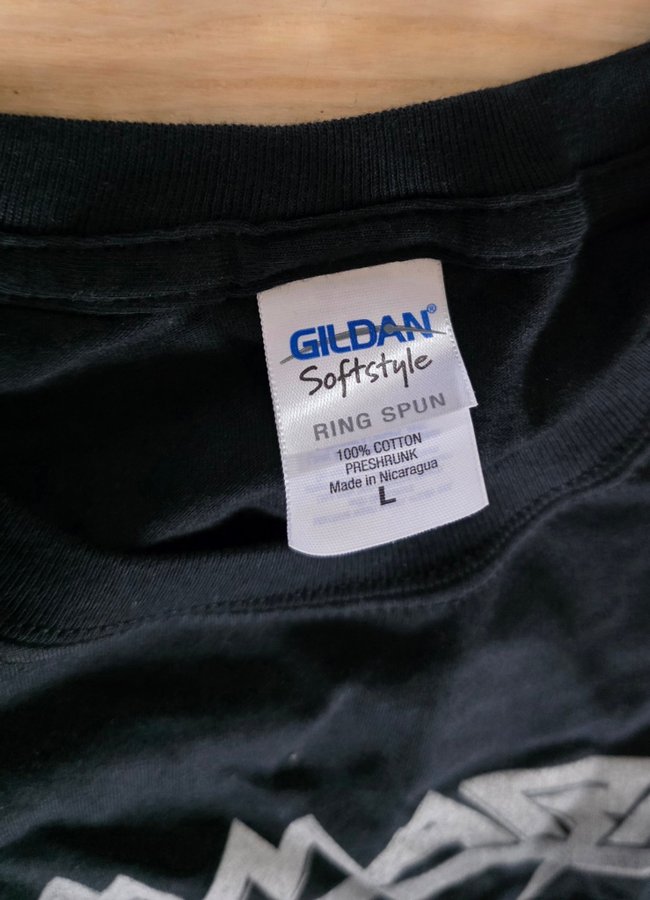 GILDAN®
Softstyle
RING SPUN
100% COTTON
PRESHRUNK
Made in Nicaragua
L